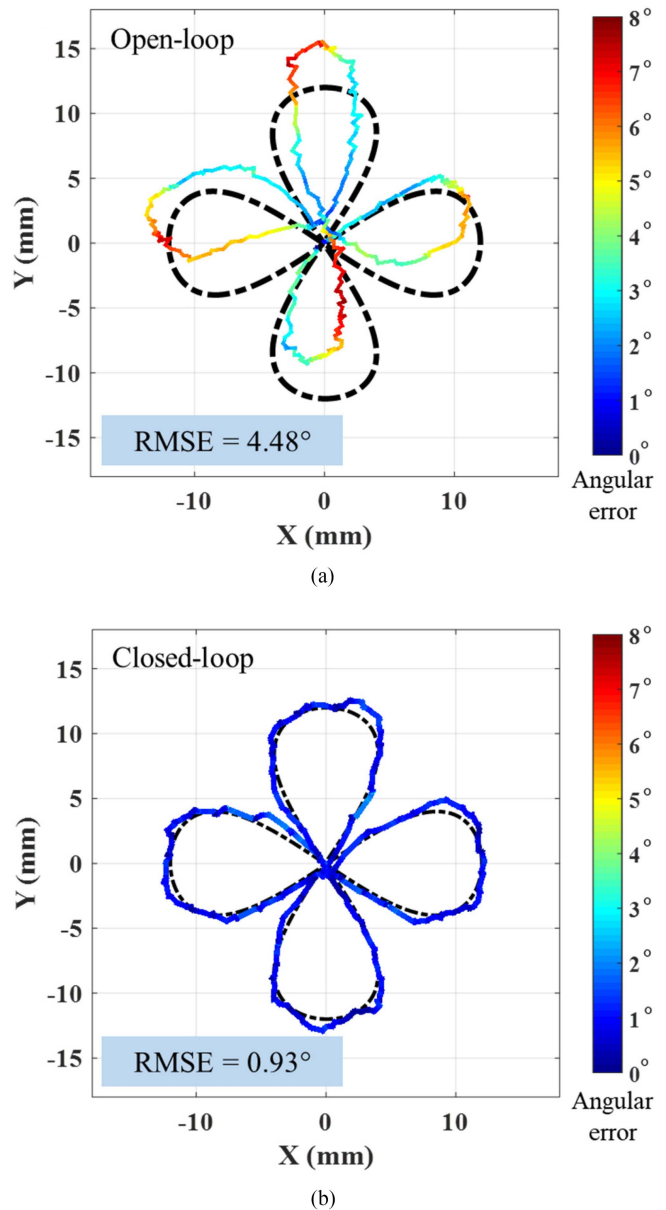 Open-loop
15
10
5
0
-5
-10
-15
Y (mm)
-10
0
10
X (mm)
RMSE = 4.48°
8°
7°
6°
5°
4°
3°
2°
1°
0°
Angular
error
(a)
Closed-loop
15
10
5
0
-5
-10
-15
Y (mm)
-10
0
10
X (mm)
RMSE = 0.93°
8°
7°
6°
5°
4°
3°
2°
1°
0°
Angular
error
(b)